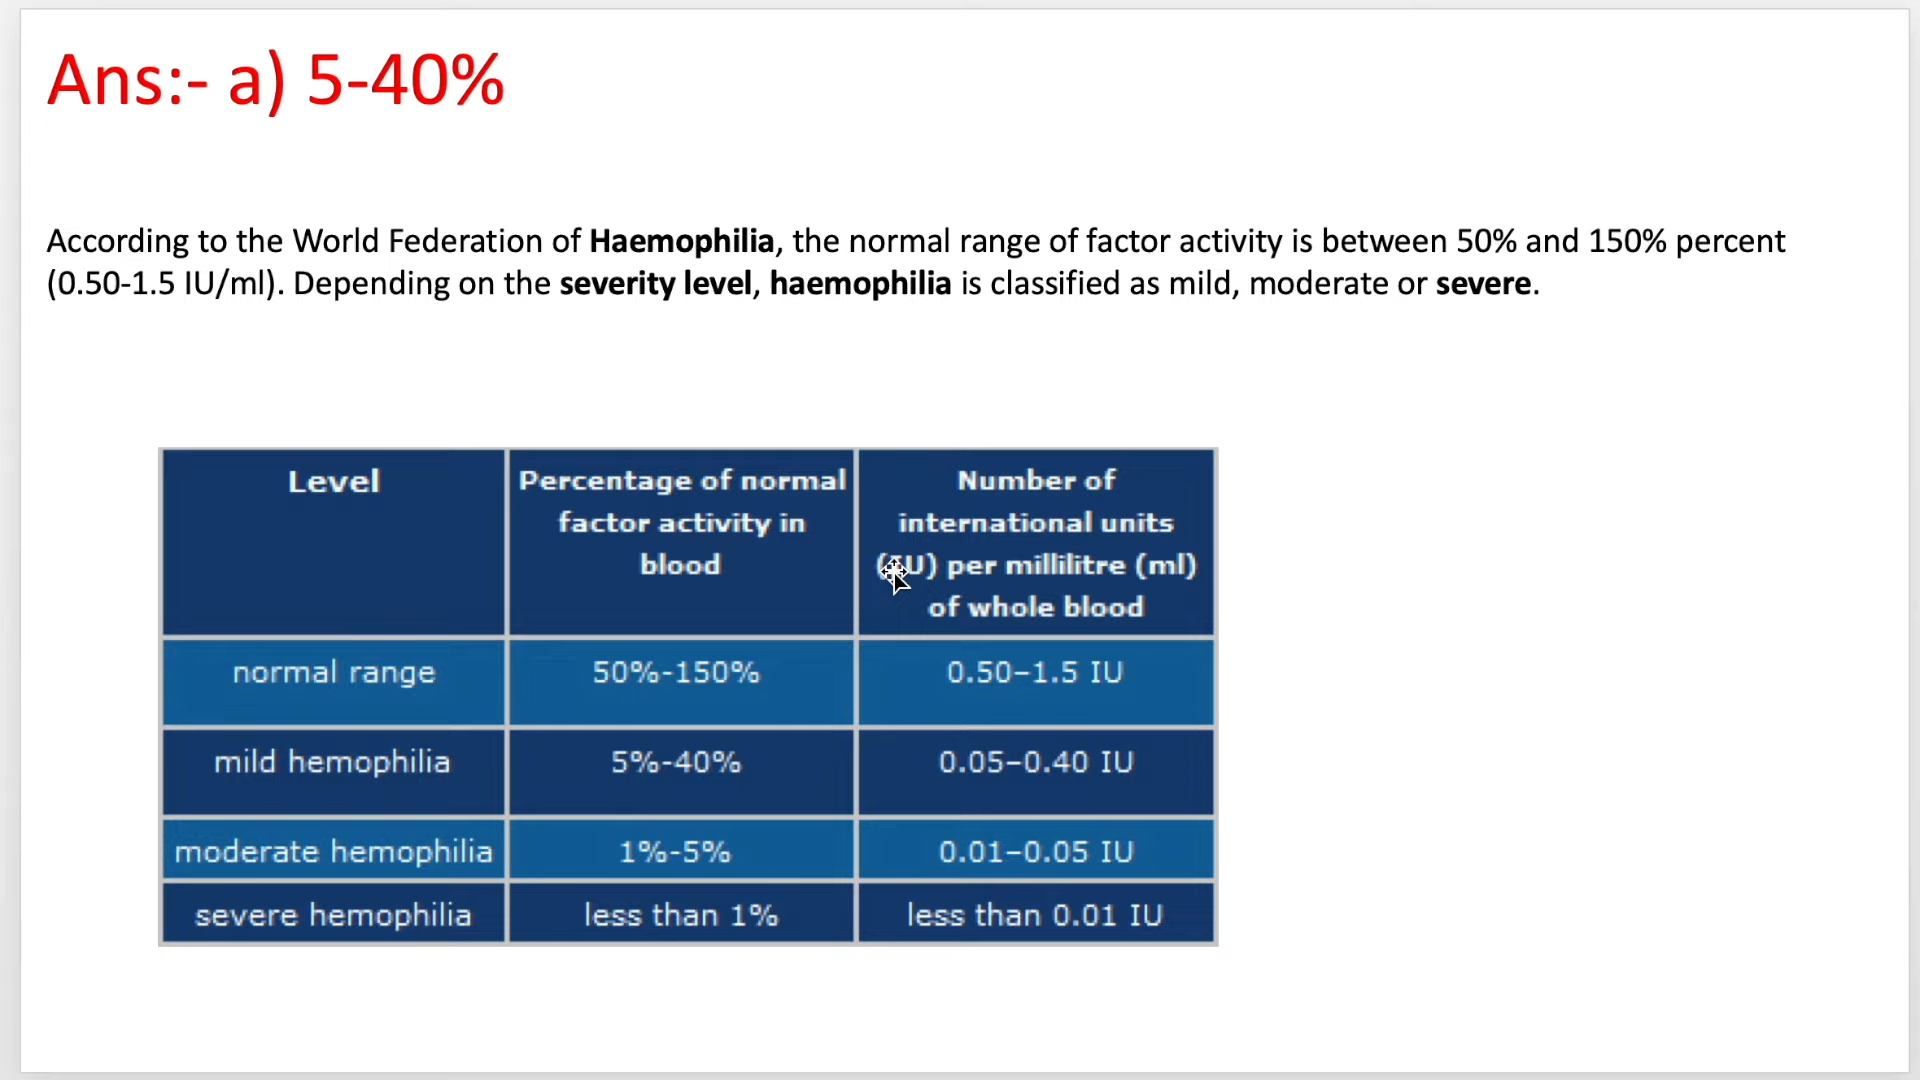 Ans:- a) 5-40%
According to the World Federation of Haemophilia, the normal range of factor activity is between 50% and 150% percent
(0.50-1.5 IU/ml). Depending on the severity level, haemophilia is classified as mild, moderate or severe.
Level
Percentage of normal
factor activity in
blood
Number of
international units
(IU) per millilitre (ml)
of whole blood
normal range
50%-150%
0.50–1.5 IU
mild hemophilia
5%-40%
0.05–0.40 IU
moderate hemophilia
1%-5%
0.01–0.05 IU
severe hemophilia
less than 1%
less than 0.01 IU